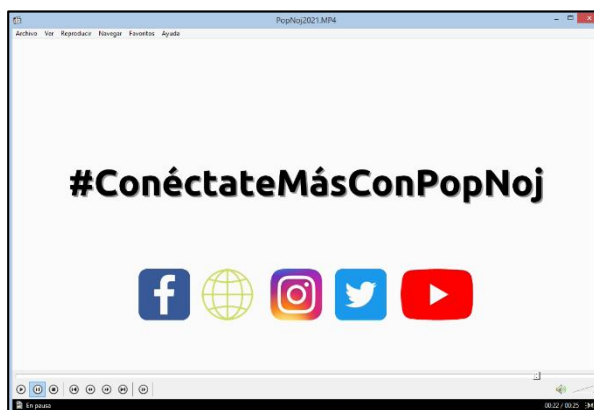 PopNoj2021.MP4
Archivo Ver Reproducir Navegar Favoritos Ayuda
#ConéctateMásConPopNoj
En pausa
00:22 / 00:25